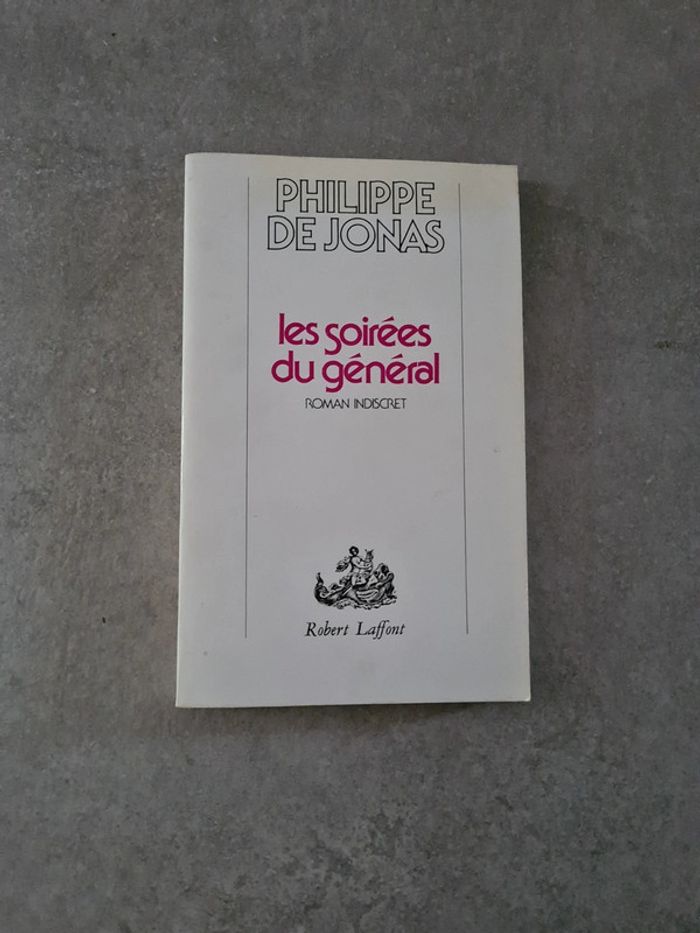 PHILIPPE
DE JONAS
les soirées
du général
ROMAN INDISCRET
Robert Laffont